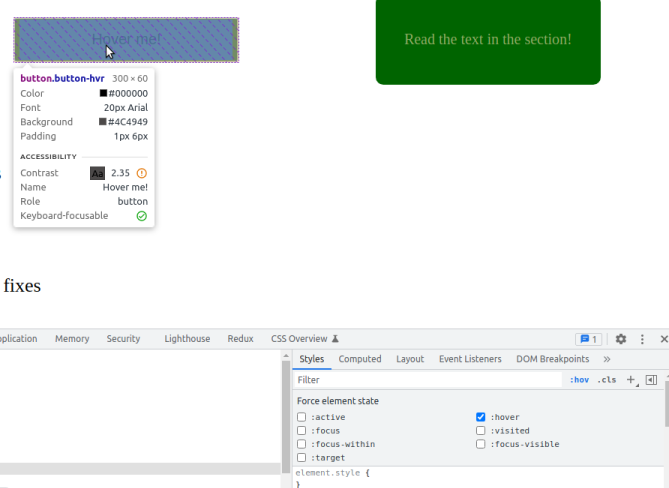 Hover me!
Read the text in the section!
button.button-hvr 300 × 60
Color #000000
Font 20px Arial
Background #4C4949
Padding 1px 6px
ACCESSIBILITY
Contrast Aa 2.35
Name Hover me!
Role button
Keyboard-focusable
fixes
plication Memory Security Lighthouse Redux CSS Overview 1
Styles Computed Layout Event Listeners DOM Breakpoints »
Filter :hov .cls +
Force element state
:active :hover
:focus :visited
:focus-within :focus-visible
:target
element.style {
}